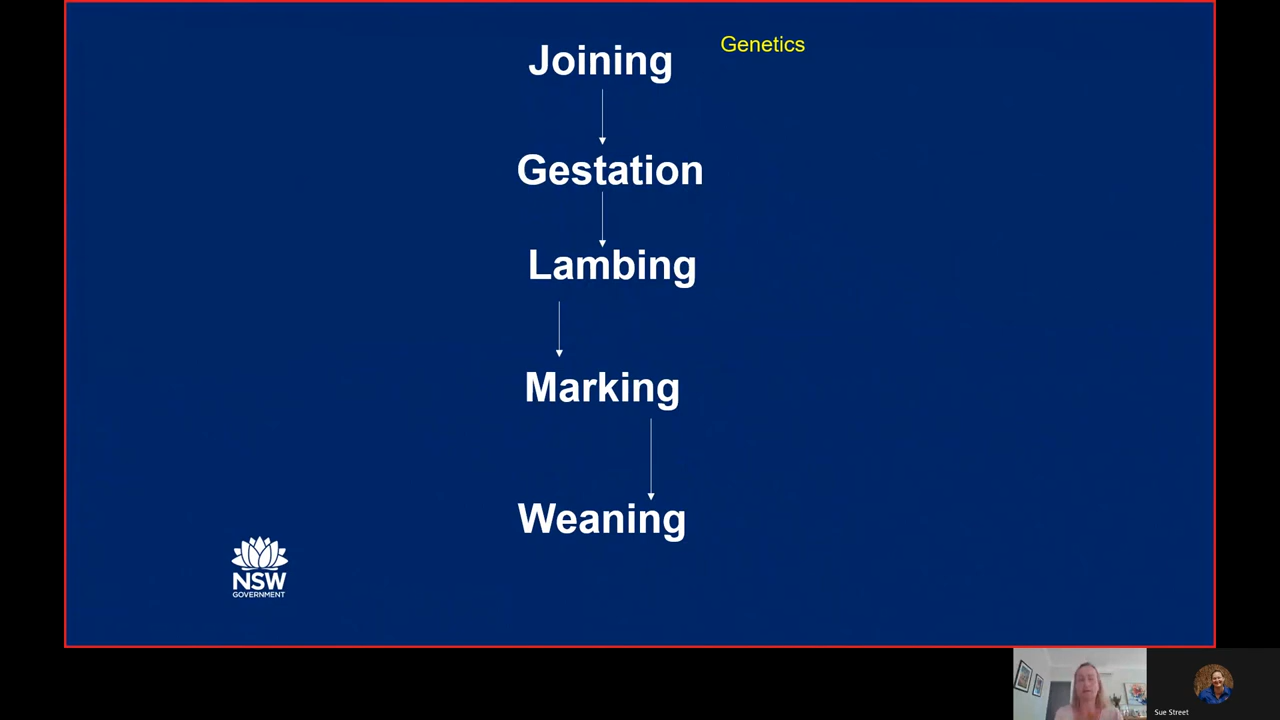 Joining
Genetics
Gestation
Lambing
Marking
Weaning
NSW
GOVERNMENT
Sue Street